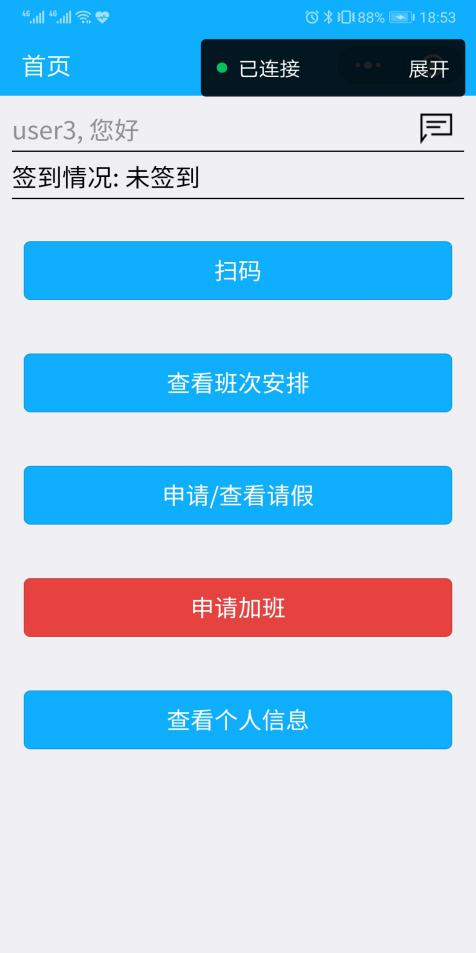 4G 4G 88% 18:53
首页
已连接 展开
user3, 您好
签到情况: 未签到
扫码
查看班次安排
申请/查看请假
申请加班
查看个人信息